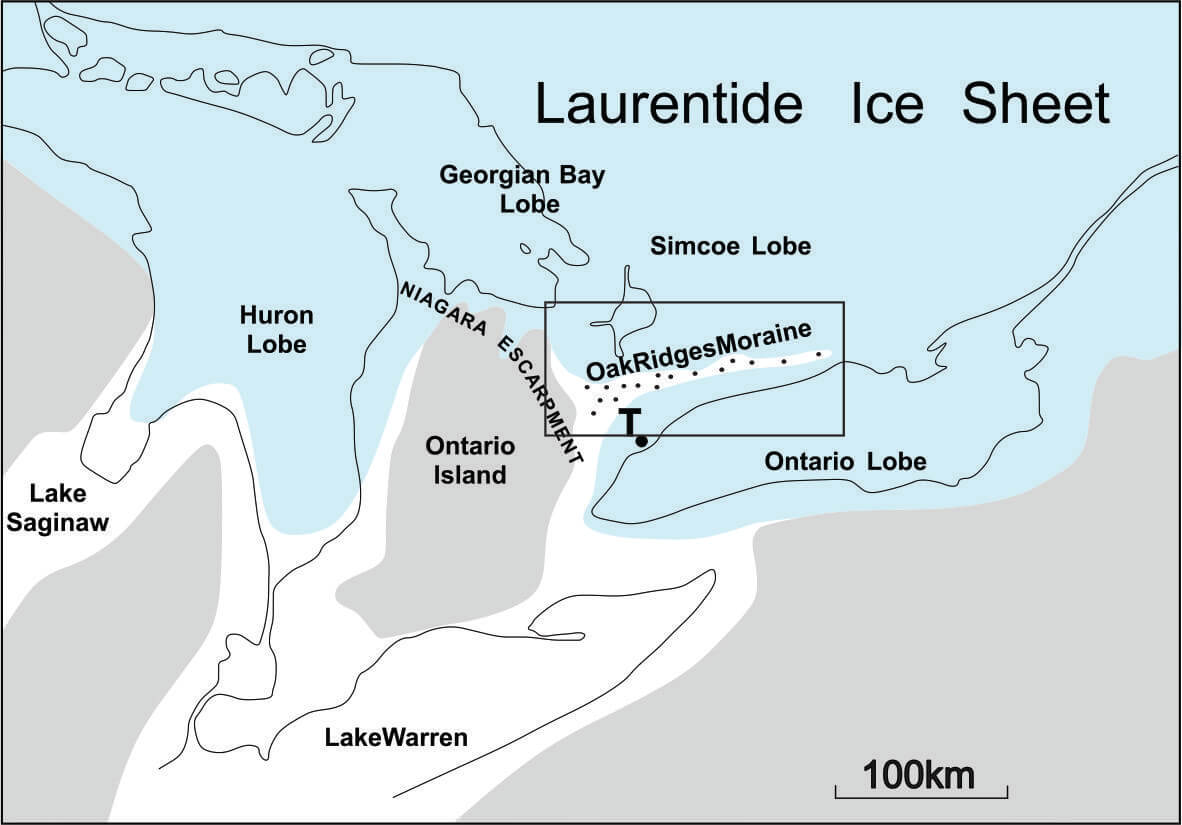 Laurentide Ice Sheet
Georgian Bay
Lobe
Simcoe Lobe
Huron
Lobe
NIAGARA ESCARPMENT
OakRidgesMoraine
T
Ontario
Island
Ontario Lobe
Lake
Saginaw
LakeWarren
100km